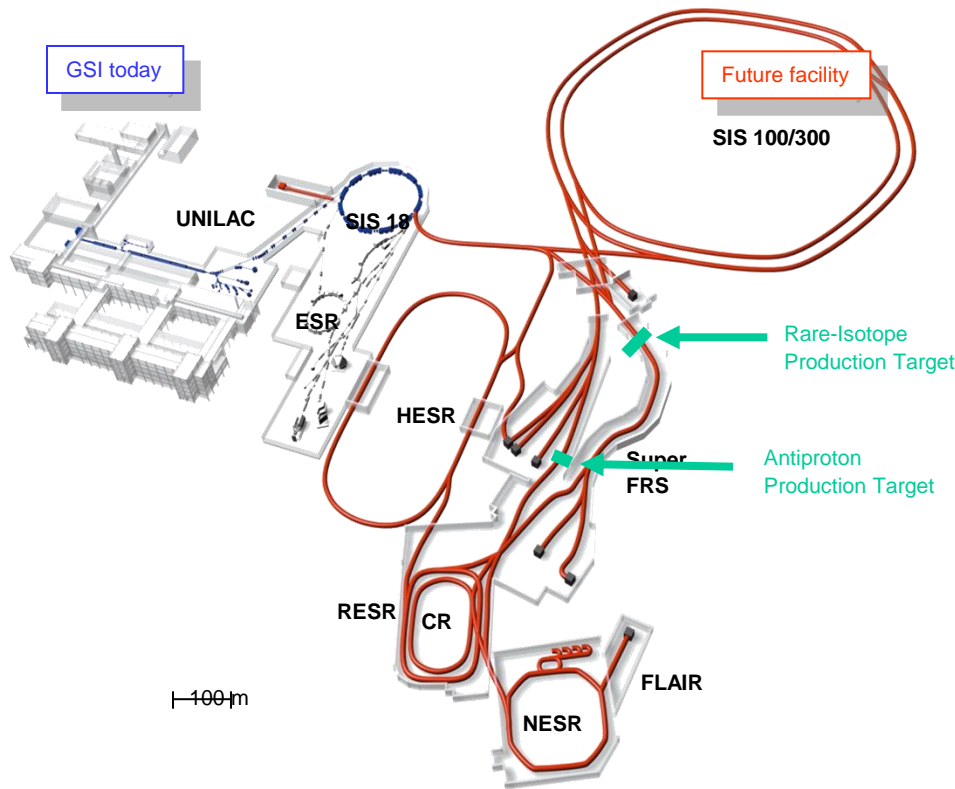 GSI today
Future facility
SIS 100/300
UNILAC
SIS 18
ESR
Rare-Isotope
Production Target
HESR
Super
FRS
Antiproton
Production Target
RESR
CR
FLAIR
100 m
NESR